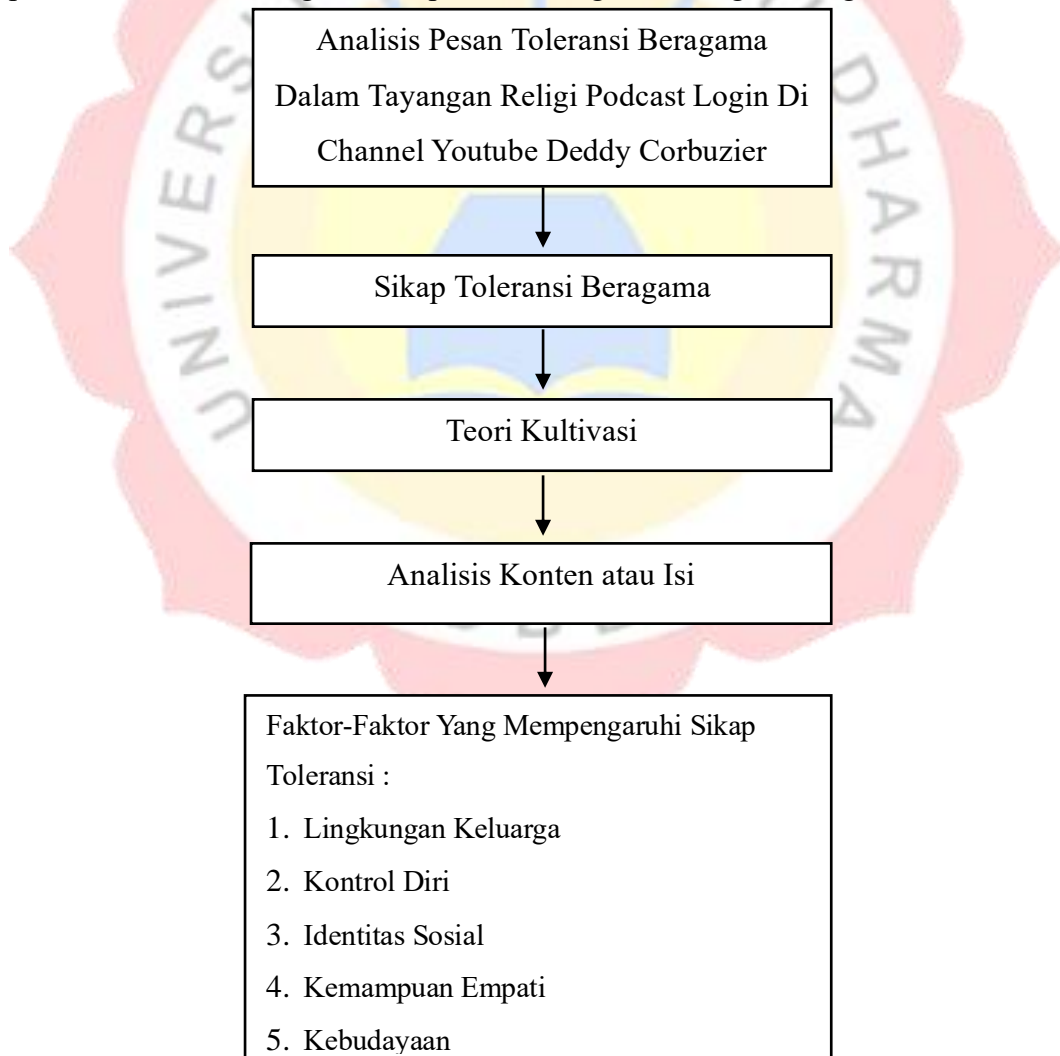 Analisis Pesan Toleransi Beragama
Dalam Tayangan Religi Podcast Login Di
Channel Youtube Deddy Corbuzier
Sikap Toleransi Beragama
Teori Kultivasi
Analisis Konten atau Isi
Faktor-Faktor Yang Mempengaruhi Sikap
Toleransi :
1. Lingkungan Keluarga
2. Kontrol Diri
3. Identitas Sosial
4. Kemampuan Empati
5. Kebudayaan